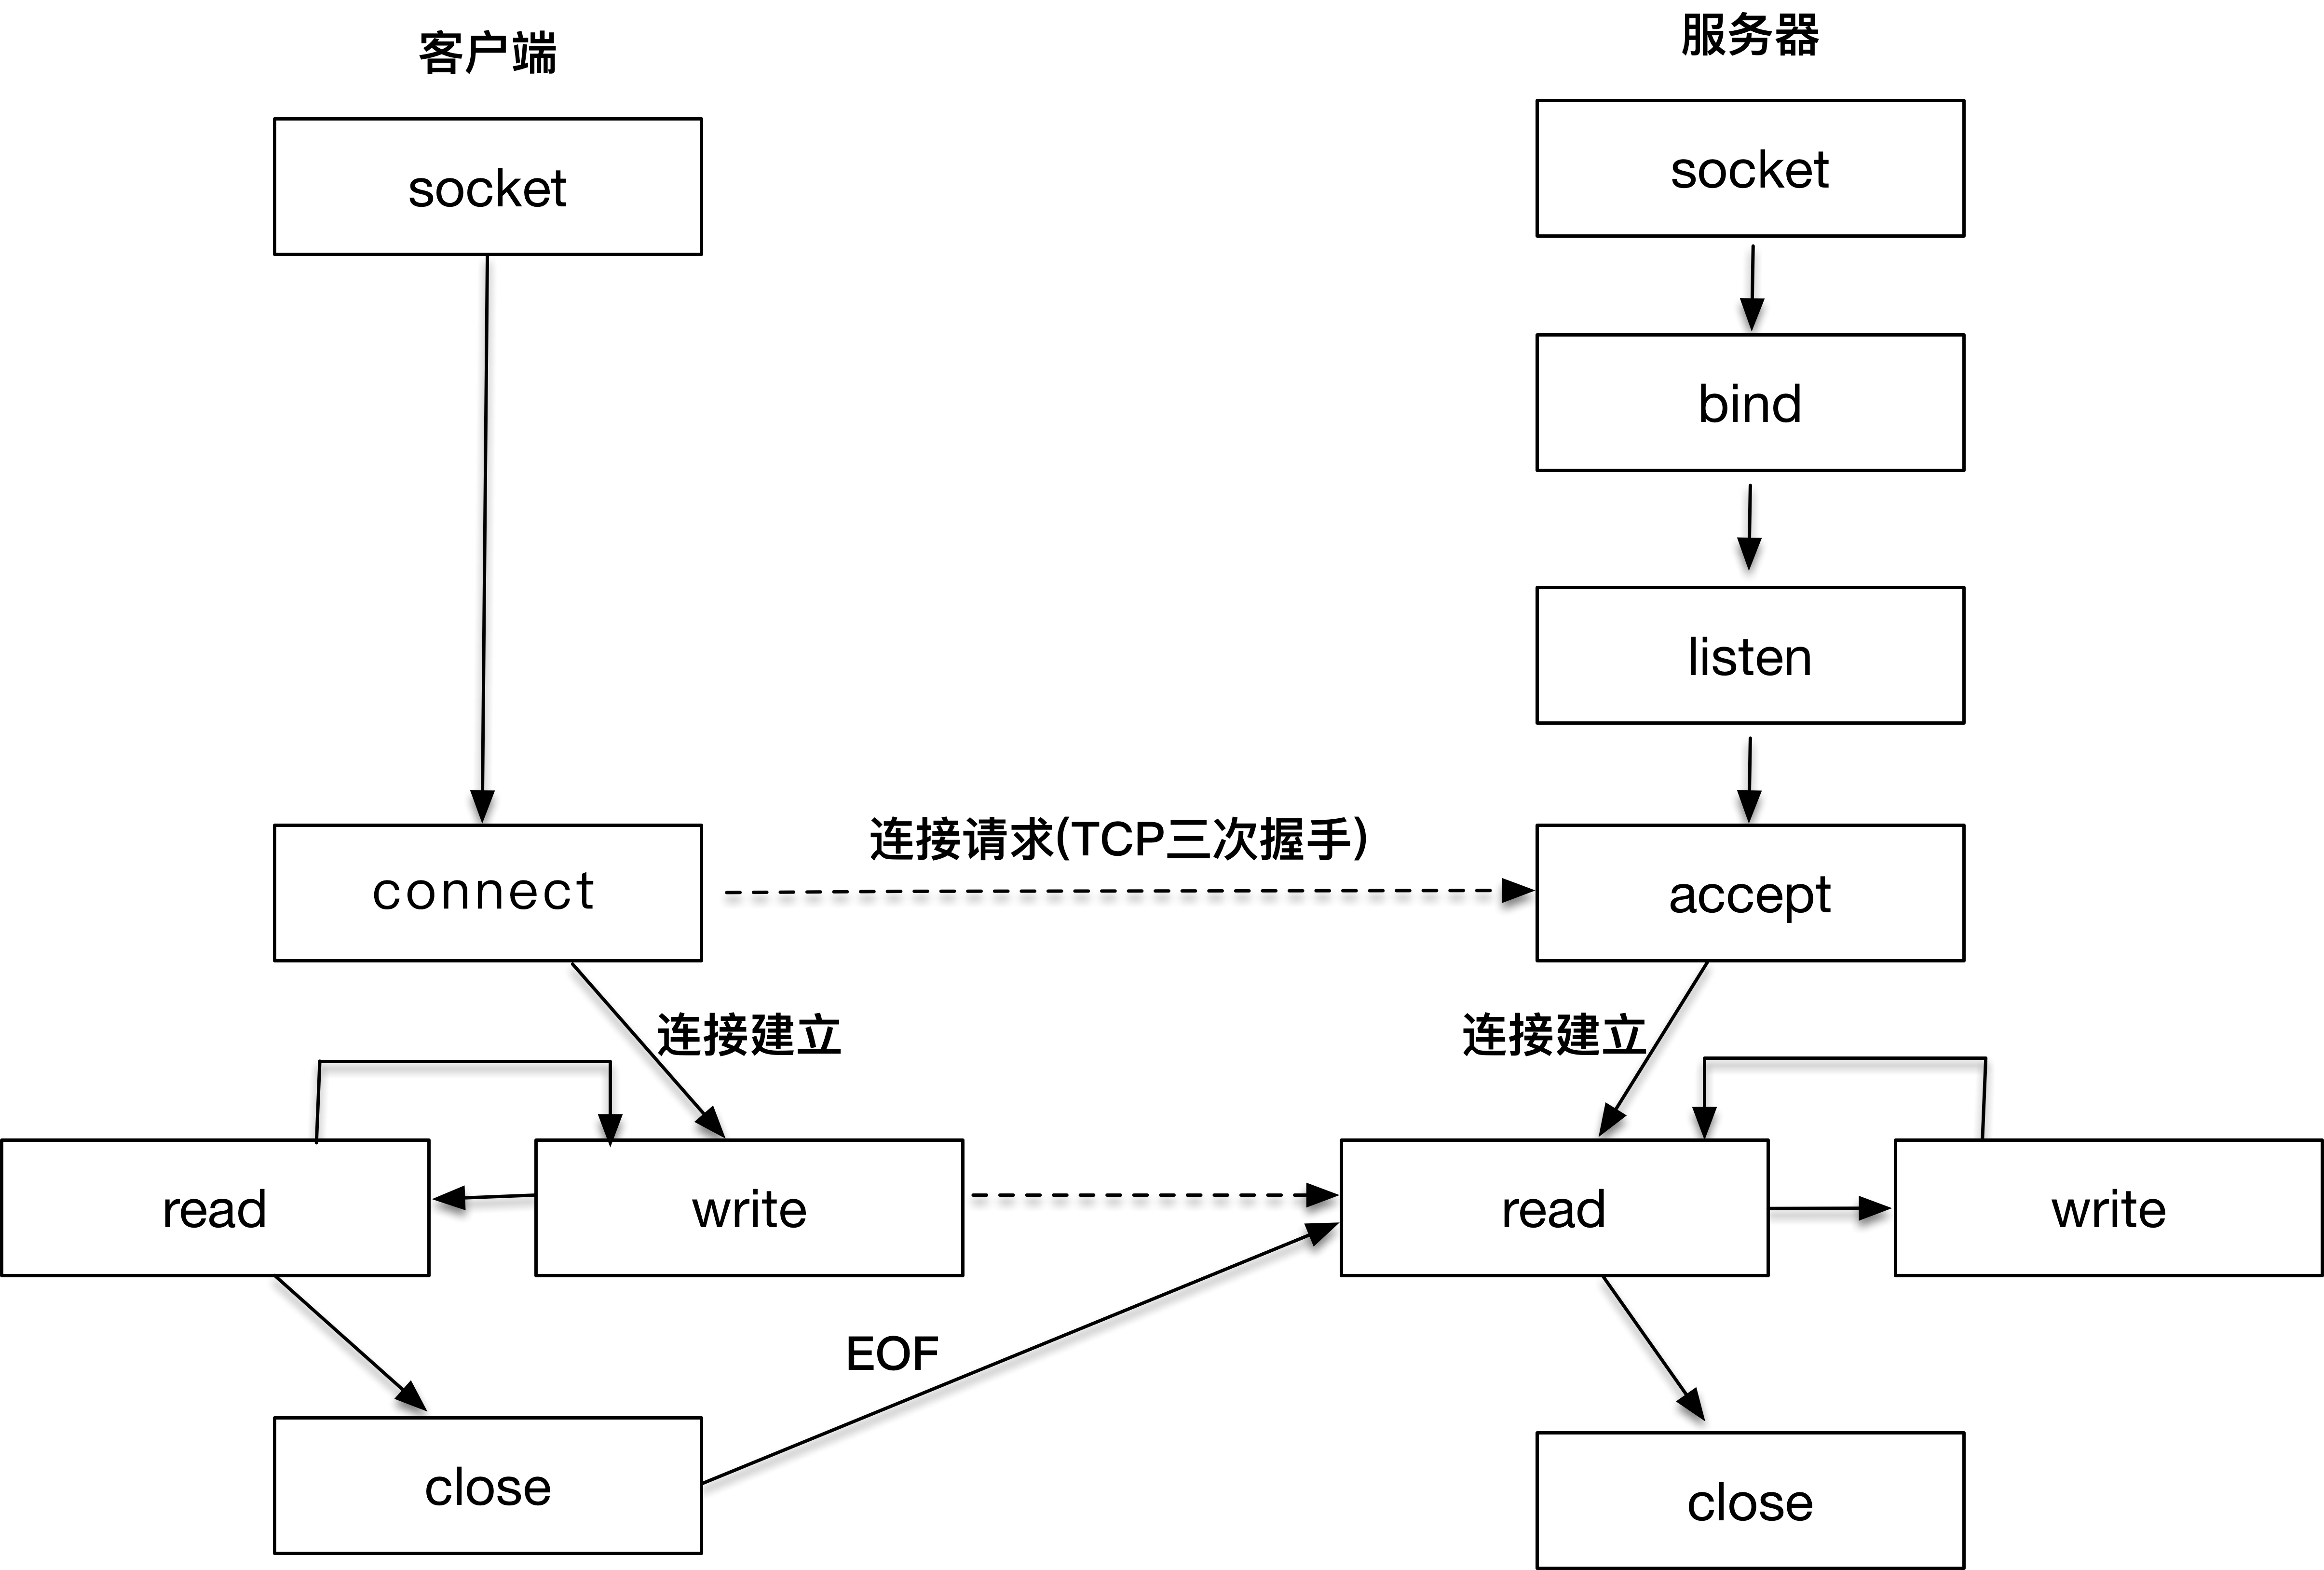 客户端
服务器
socket
socket
bind
listen
连接请求(TCP三次握手)
connect
accept
连接建立
连接建立
read
write
read
write
EOF
close
close